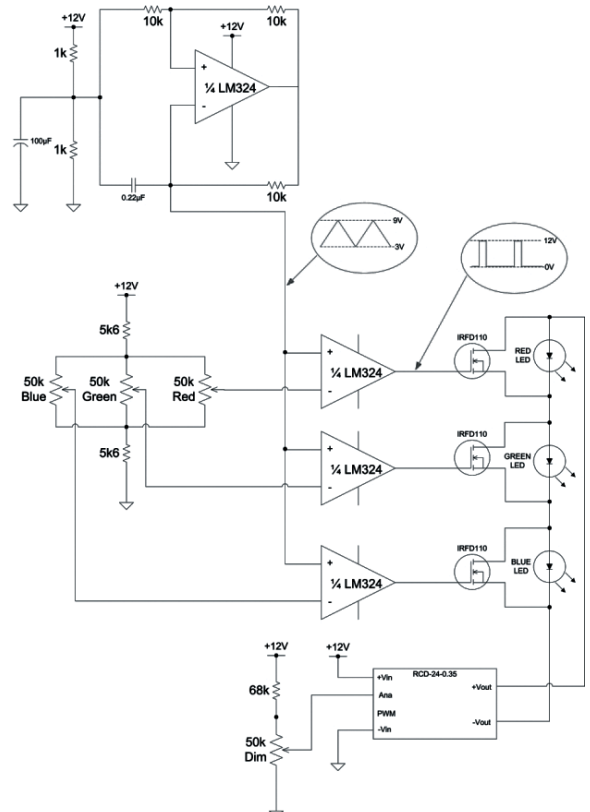 +12V
10k
10k
+12V
1k
+
¼ LM324
-
100µF
1k
0.22µF
10k
9V
3V
12V
0V
+12V
5k6
IRFD110
RED
LED
+
¼ LM324
-
50k
Blue
50k
Green
50k
Red
IRFD110
5k6
+
¼ LM324
-
GREEN
LED
IRFD110
+
¼ LM324
-
BLUE
LED
+12V
+12V
68k
RCD-24-0.35
+Vin
Ana
PWM
-Vin
+Vout
-Vout
50k
Dim